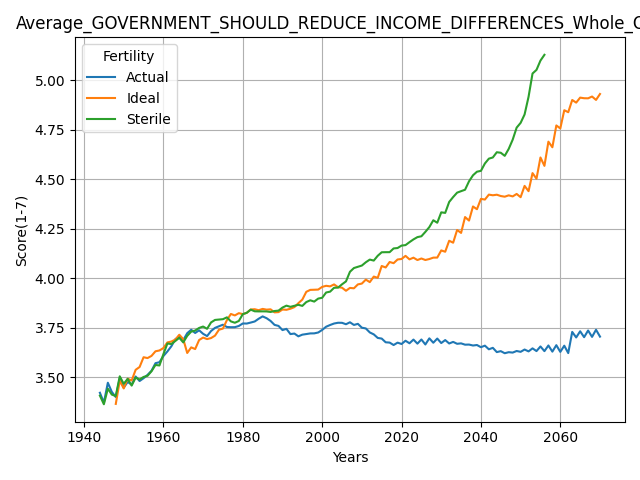 Average_GOVERNMENT_SHOULD_REDUCE_INCOME_DIFFERENCES_Whole_
Fertility
Actual
Ideal
Sterile
Score(1-7)
5.00
4.75
4.50
4.25
4.00
3.75
3.50
1940 1960 1980 2000 2020 2040 2060
Years